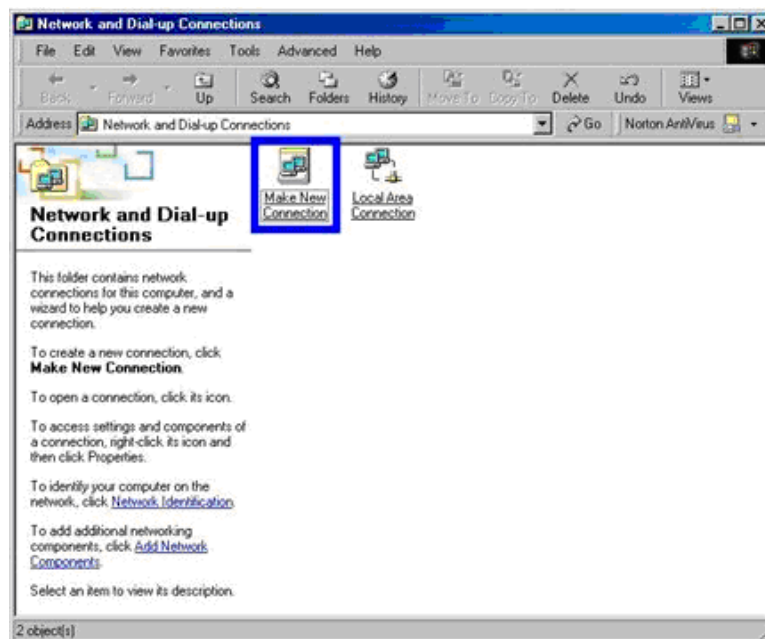 Network and Dial-up Connections
File Edit View Favorites Tools Advanced Help
Back Forward Up Search Folders History Move To Copy To Delete Undo Views
Address Network and Dial-up Connections Go Norton AntiVirus
Make New
Connection
Local Area
Connection
Network and Dial-up
Connections
This folder contains network
connections for this computer, and a
wizard to help you create a new
connection.
To create a new connection, click
Make New Connection.
To open a connection, click its icon.
To access settings and components of
a connection, right-click its icon and
then click Properties.
To identify your computer on the
network, click Network Identification.
To add additional networking
components, click Add Network
Components.
Select an item to view its description.
2 object(s)